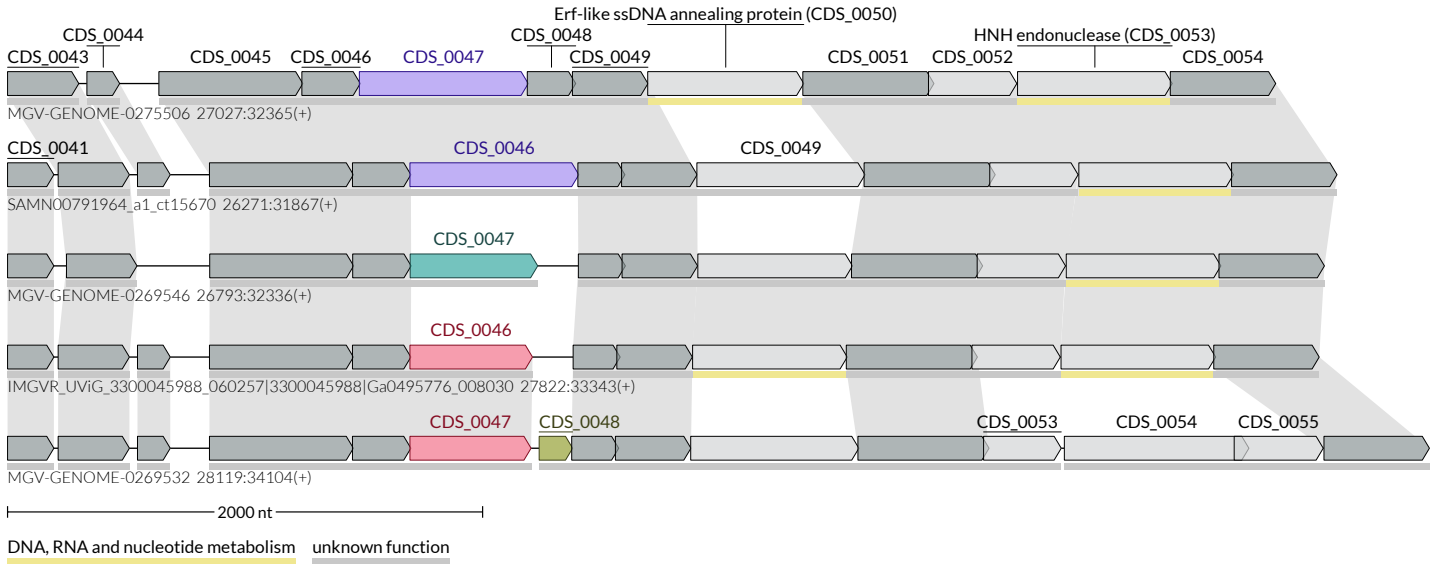 Erf-like ssDNA annealing protein (CDS_0050)
CDS_0044 CDS_0048 HNH endonuclease (CDS_0053)
CDS_0043 CDS_0045 CDS_0046 CDS_0047 CDS_0049 CDS_0051 CDS_0052 CDS_0054
MGV-GENOME-0275506 27027:32365(+)
CDS_0041 CDS_0046 CDS_0049
SAMN00791964_a1_ct15670 26271:31867(+)
CDS_0047
MGV-GENOME-0269546 26793:32336(+)
CDS_0046
IMGVR_UViG_3300045988_060257|3300045988|Ga0495776_008030 27822:33343(+)
CDS_0047 CDS_0048 CDS_0053 CDS_0054 CDS_0055
MGV-GENOME-0269532 28119:34104(+)
2000 nt
DNA, RNA and nucleotide metabolism unknown function